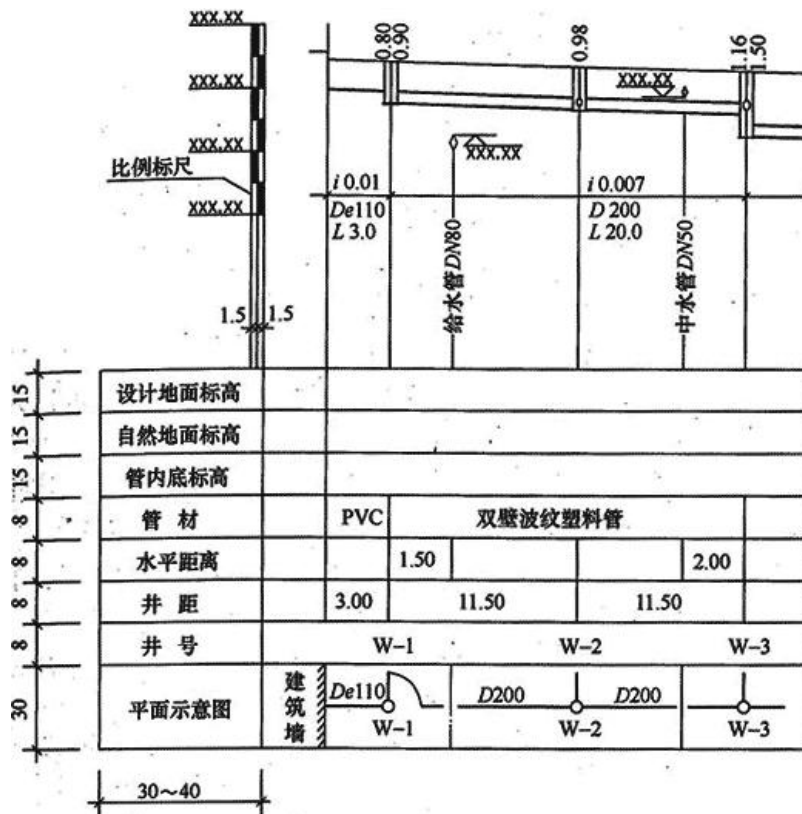 XXX.XX
XXX.XX
XXX.XX
XXX.XX
比例标尺
1.5
1.5
0.80
0.90
0.98
1.16
1.50
XXX.XX
XXX.XX
i 0.01
De110
L 3.0
i 0.007
D 200
L 20.0
给水管DN80
中水管DN50
15
设计地面标高
15
自然地面标高
15
管内底标高
8
管 材
PVC
双壁波纹塑料管
8
水平距离
1.50
2.00
8
井 距
3.00
11.50
11.50
8
井 号
W-1
W-2
W-3
30
平面示意图
建筑墙
De110
W-1
D200
D200
W-2
W-3
30~40